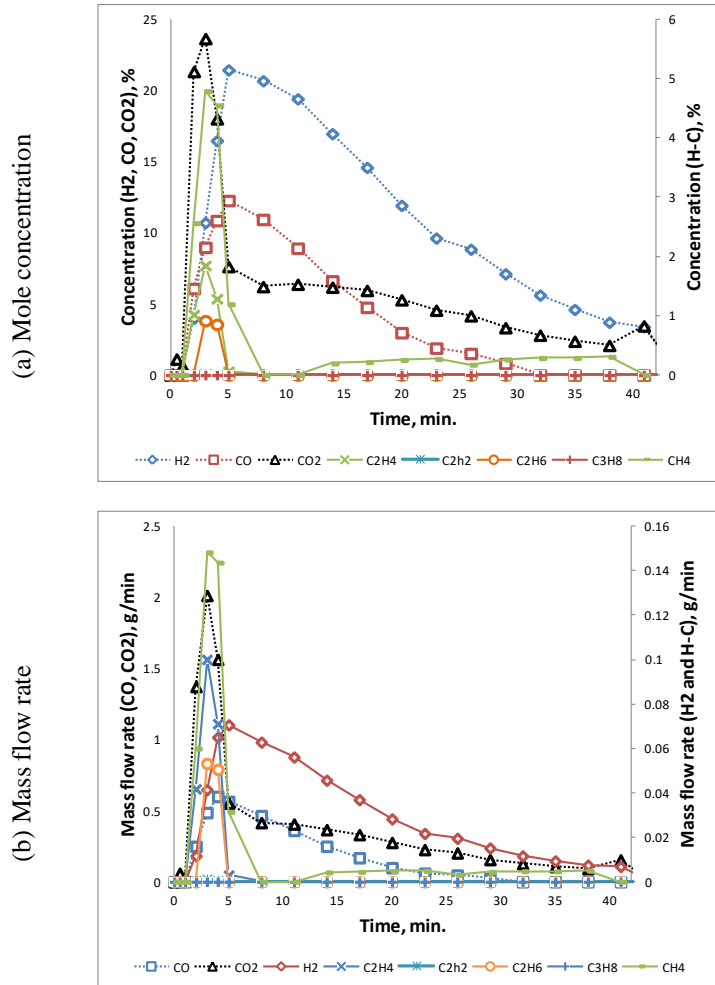 (a) Mole concentration
Concentration (H2, CO, CO2), %
25
20
15
10
5
0
0 5 10 15 20 25 30 35 40
Time, min.
6
5
4
3
2
1
0
Concentration (H-C), %
H2 CO CO2 C2H4 C2h2 C2H6 C3H8 CH4
(b) Mass flow rate
Mass flow rate (CO, CO2), g/min
2.5
2
1.5
1
0.5
0
0 5 10 15 20 25 30 35 40
Time, min.
0.16
0.14
0.12
0.1
0.08
0.06
0.04
0.02
0
Mass flow rate (H2 and H-C), g/min
CO CO2 H2 C2H4 C2h2 C2H6 C3H8 CH4